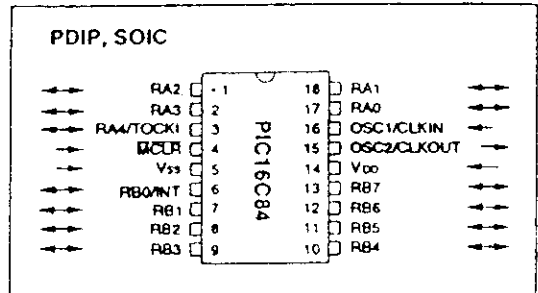 PDIP, SOIC
RA2 1 18 RA1
RA3 2 17 RA0
RA4/TOCKI 3 16 OSC1/CLKIN
MCLR 4 15 OSC2/CLKOUT
Vss 5 14 VDD
RB0/INT 6 13 RB7
RB1 7 12 RB6
RB2 8 11 RB5
RB3 9 10 RB4
PIC16C84